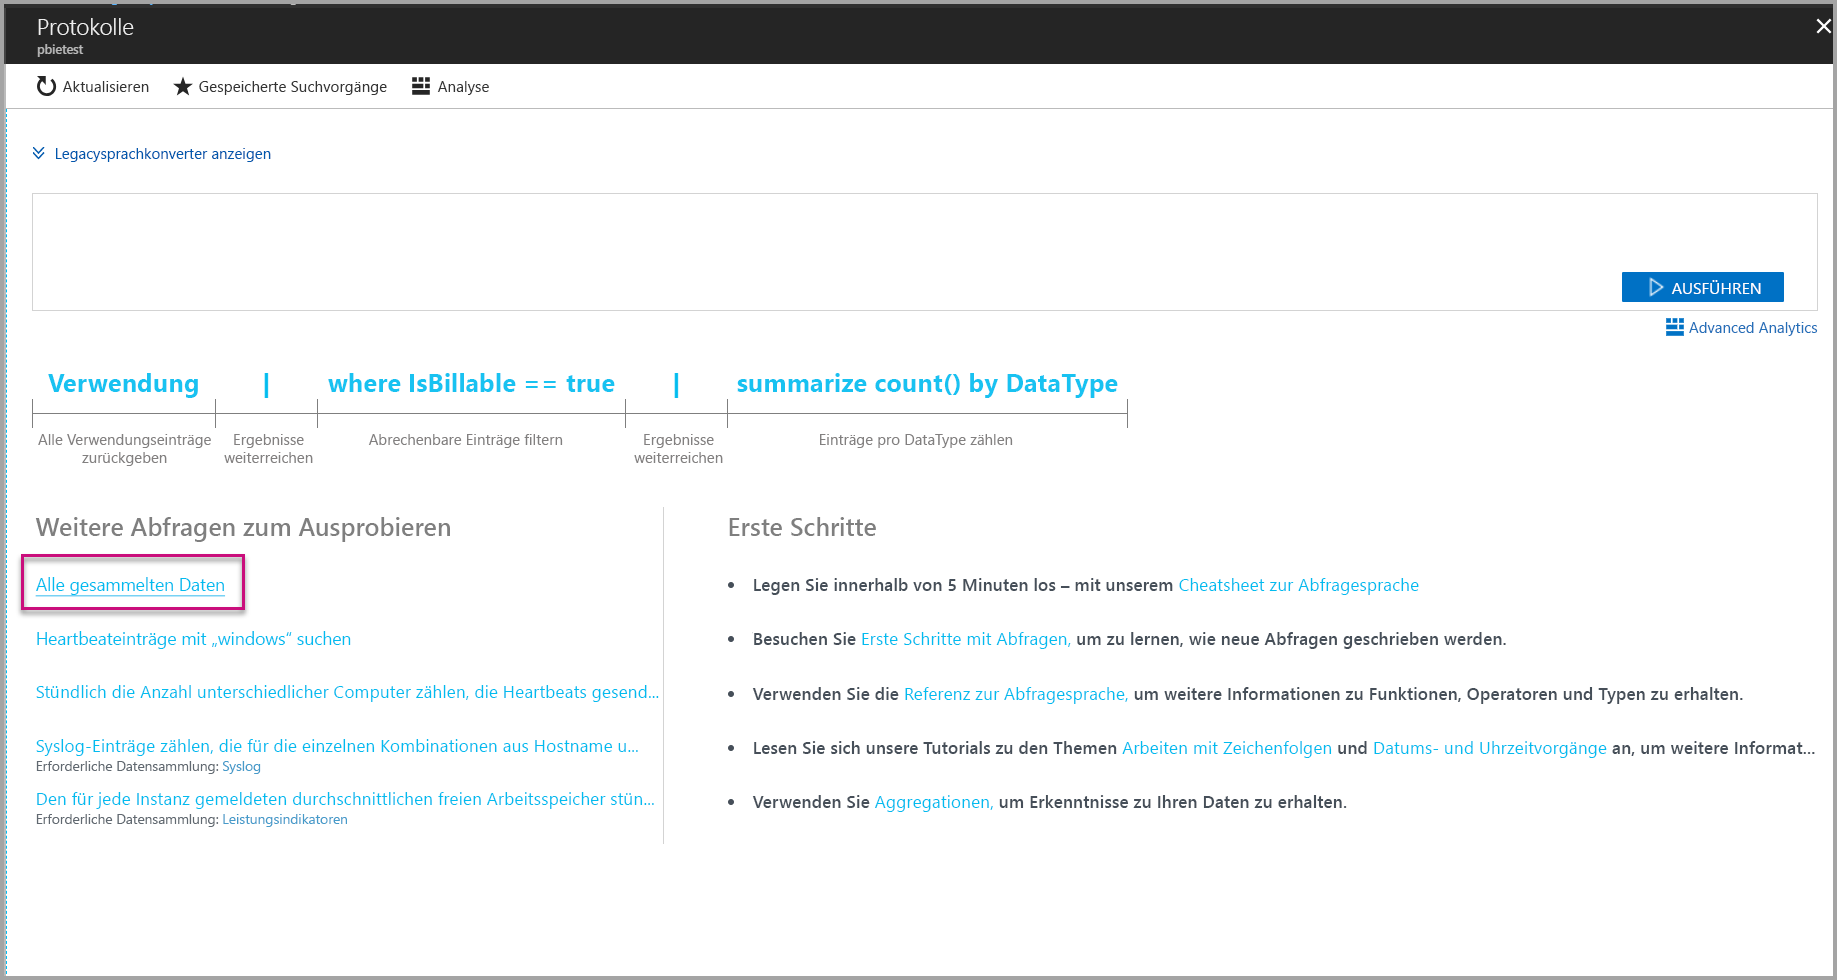 Protokolle
pbietest
Aktualisieren
Gespeicherte Suchvorgänge
Analyse
Legacysprachkonverter anzeigen
AUSFÜHREN
Advanced Analytics
Verwendung | where IsBillable == true | summarize count() by DataType
Alle Verwendungseinträge zurückgeben
Ergebnisse weiterreichen
Abrechenbare Einträge filtern
Ergebnisse weiterreichen
Einträge pro DataType zählen
Weitere Abfragen zum Ausprobieren
Alle gesammelten Daten
Heartbeateinträge mit „windows“ suchen
Stündlich die Anzahl unterschiedlicher Computer zählen, die Heartbeats gesend...
Syslog-Einträge zählen, die für die einzelnen Kombinationen aus Hostname u...
Erforderliche Datensammlung: Syslog
Den für jede Instanz gemeldeten durchschnittlichen freien Arbeitsspeicher stün...
Erforderliche Datensammlung: Leistungsindikatoren
Erste Schritte
• Legen Sie innerhalb von 5 Minuten los – mit unserem Cheatsheet zur Abfragesprache
• Besuchen Sie Erste Schritte mit Abfragen, um zu lernen, wie neue Abfragen geschrieben werden.
• Verwenden Sie die Referenz zur Abfragesprache, um weitere Informationen zu Funktionen, Operatoren und Typen zu erhalten.
• Lesen Sie sich unsere Tutorials zu den Themen Arbeiten mit Zeichenfolgen und Datums- und Uhrzeitvorgänge an, um weitere Informat...
• Verwenden Sie Aggregationen, um Erkenntnisse zu Ihren Daten zu erhalten.